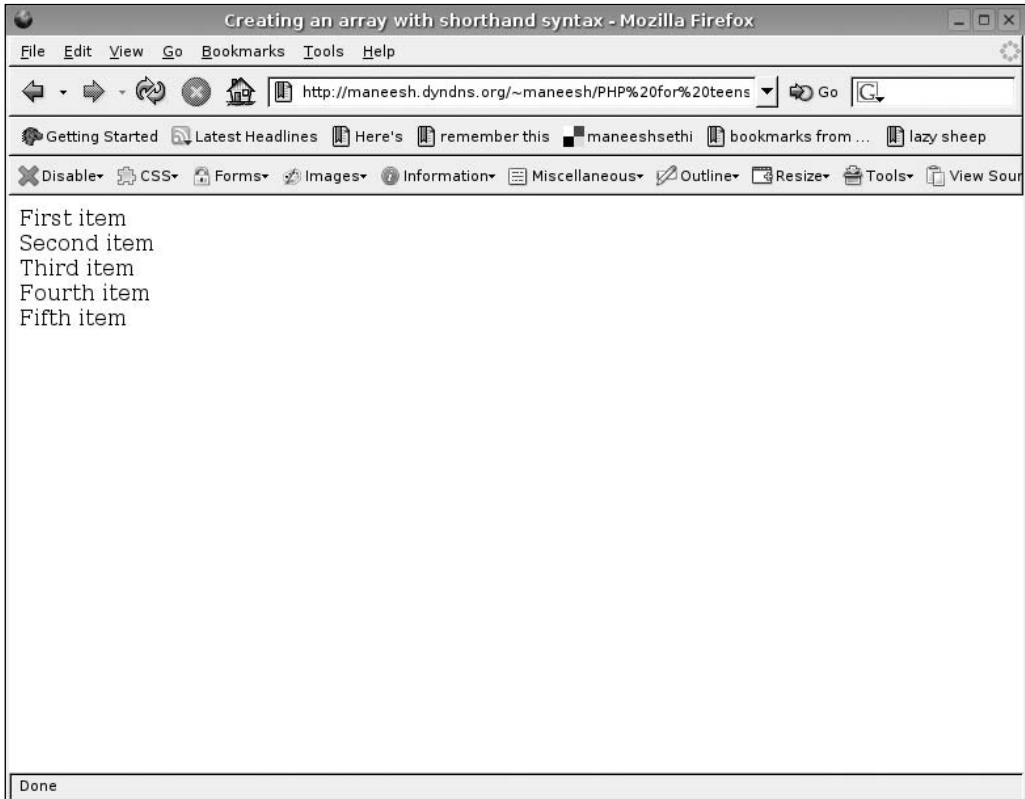 Creating an array with shorthand syntax - Mozilla Firefox
File Edit View Go Bookmarks Tools Help
http://maneesh.dyndns.org/~maneesh/PHP%20for%20teens Go G
Getting Started Latest Headlines Here's remember this maneeshsethi bookmarks from ... lazy sheep
Disable CSS Forms Images Information Miscellaneous Outline Resize Tools View Sour
First item
Second item
Third item
Fourth item
Fifth item
Done